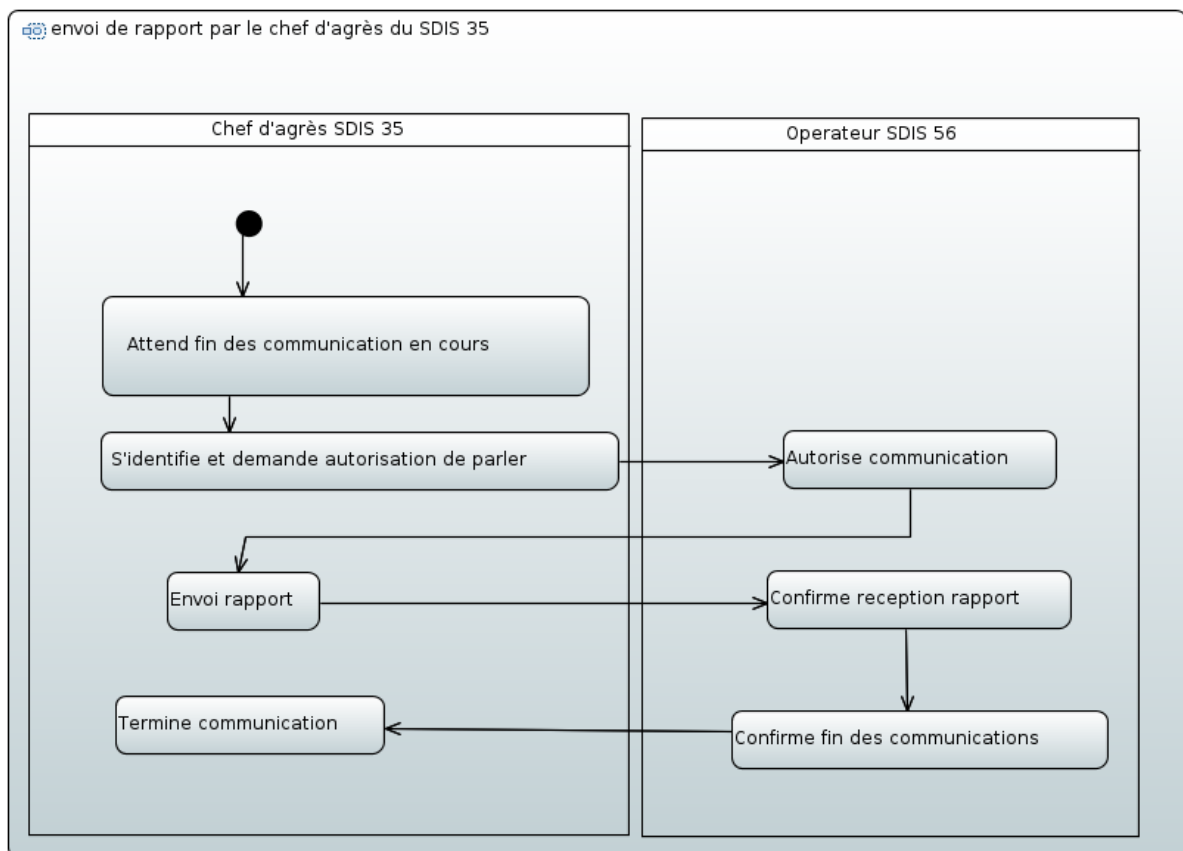 envoi de rapport par le chef d'agrès du SDIS 35
Chef d'agrès SDIS 35
Operateur SDIS 56
Attend fin des communication en cours
S'identifie et demande autorisation de parler
Autorise communication
Envoi rapport
Confirme reception rapport
Termine communication
Confirme fin des communications